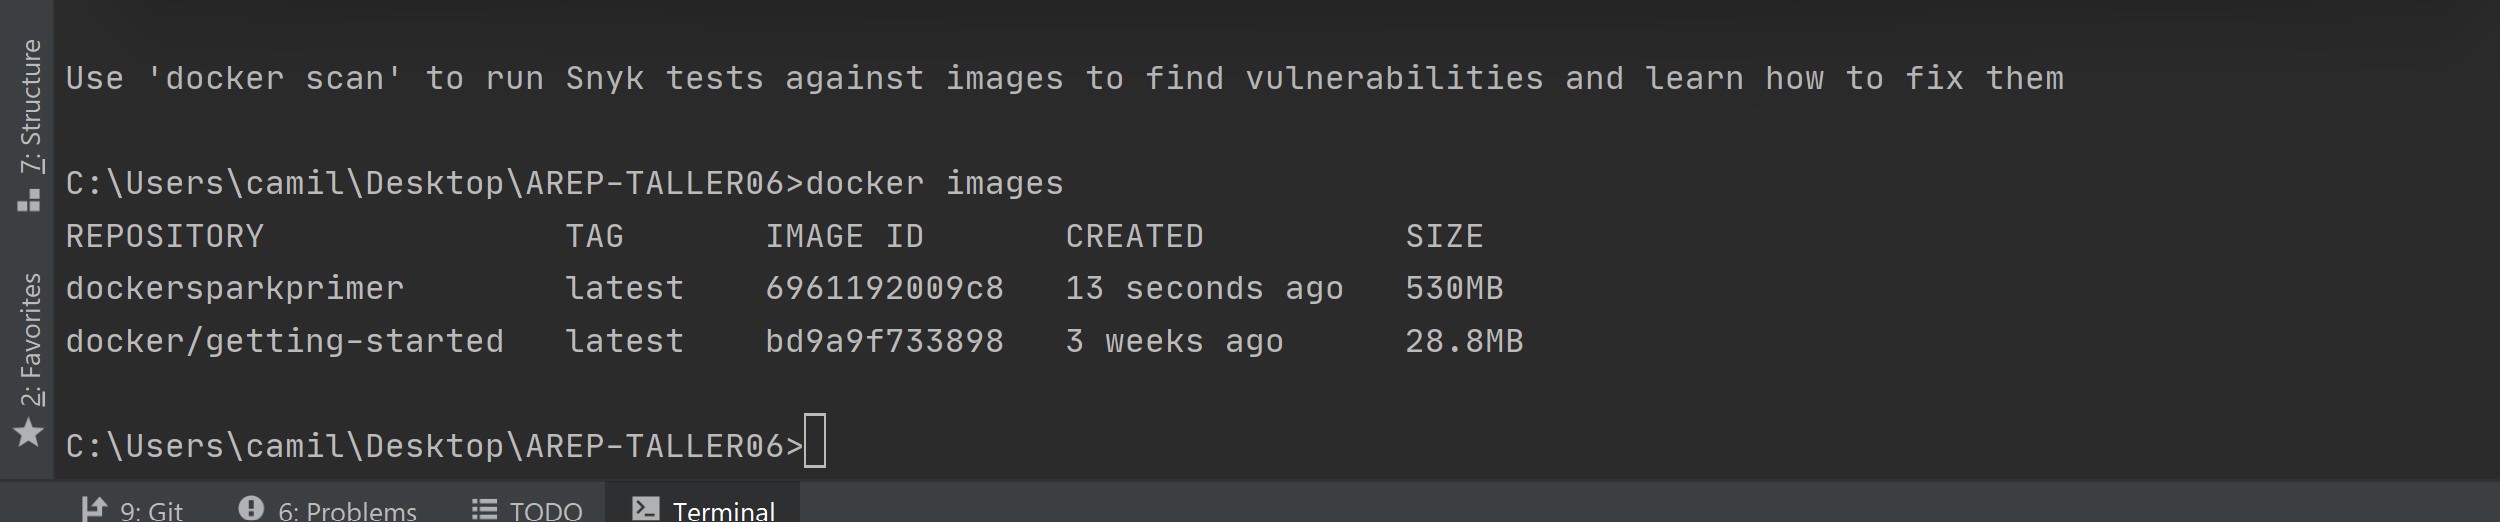 Use 'docker scan' to run Snyk tests against images to find vulnerabilities and learn how to fix them
C:\Users\camil\Desktop\AREP-TALLER06>docker images
REPOSITORY TAG IMAGE ID CREATED SIZE
dockersparkprimer latest 6961192009c8 13 seconds ago 530MB
docker/getting-started latest bd9a9f733898 3 weeks ago 28.8MB
C:\Users\camil\Desktop\AREP-TALLER06>
7: Structure
2: Favorites
9: Git 6: Problems TODO Terminal